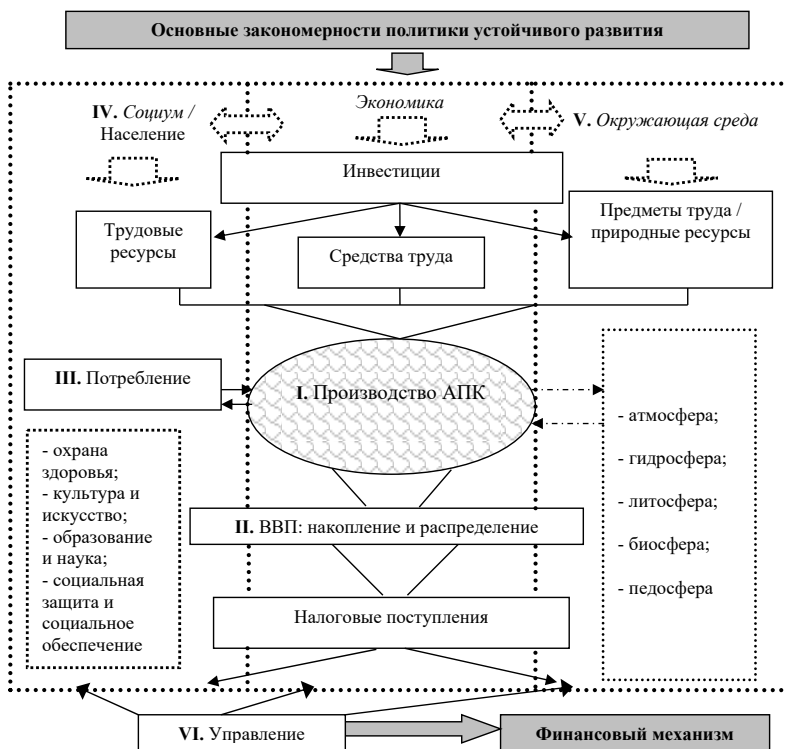 Основные закономерности политики устойчивого развития
IV. Социум /
Население
Экономика
V. Окружающая среда
Инвестиции
Трудовые
ресурсы
Средства труда
Предметы труда /
природные ресурсы
III. Потребление
I. Производство АПК
- охрана
здоровья;
- культура и
искусство;
- образование
и наука;
- социальная
защита и
социальное
обеспечение
- атмосфера;
- гидросфера;
- литосфера;
- биосфера;
- педосфера
II. ВВП: накопление и распределение
Налоговые поступления
VI. Управление
Финансовый механизм